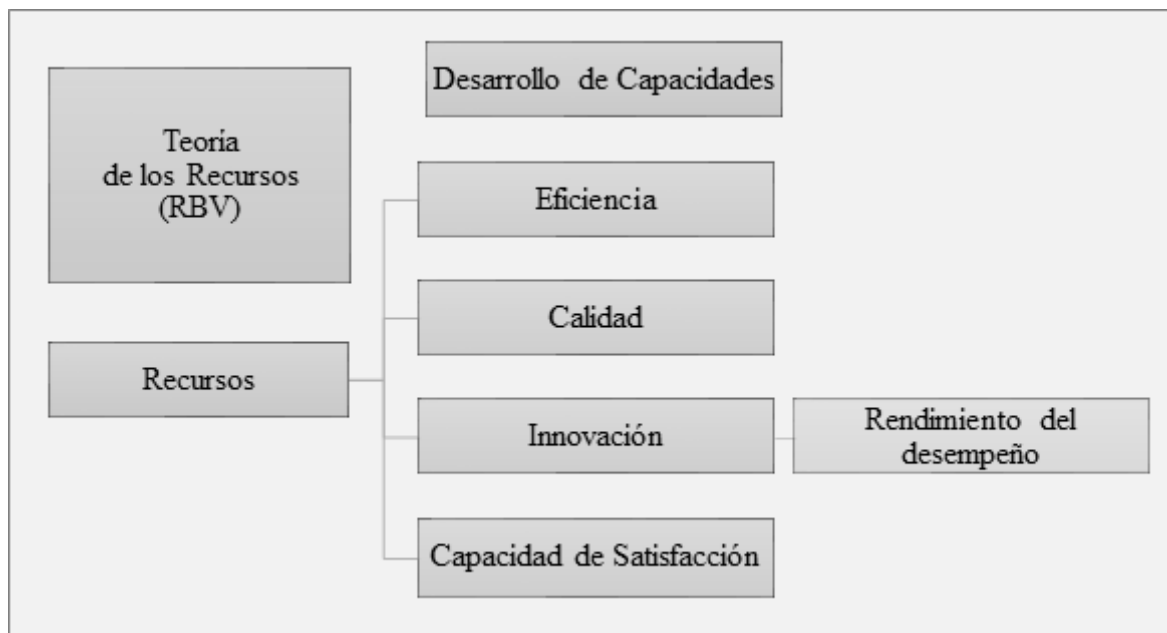 Desarrollo de Capacidades
Teoría
de los Recursos
(RBV)
Eficiencia
Calidad
Recursos
Innovación
Rendimiento del
desempeño
Capacidad de Satisfacción